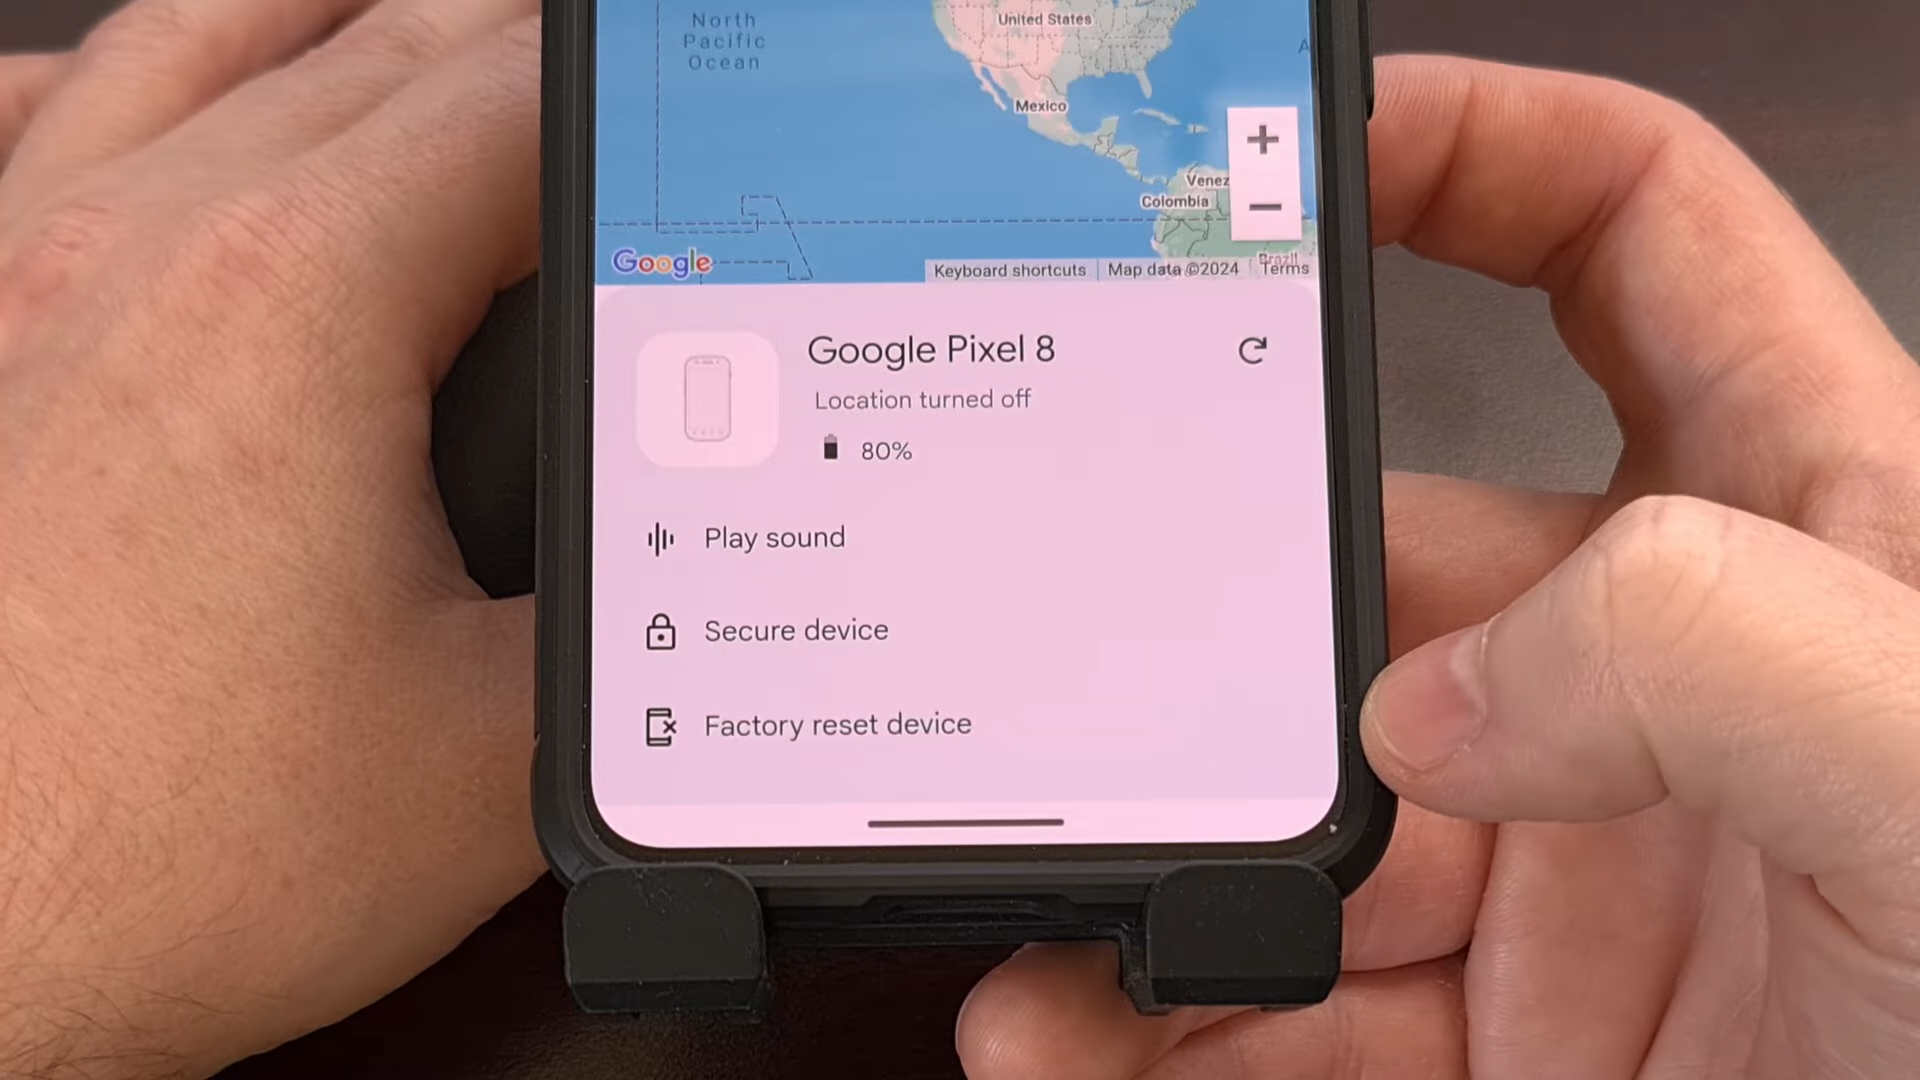 North
Pacific
Ocean
United States
Mexico
Venez
Colombia
Brazil
Google
Keyboard shortcuts
Map data ©2024
Terms
Google Pixel 8
Location turned off
80%
Play sound
Secure device
Factory reset device